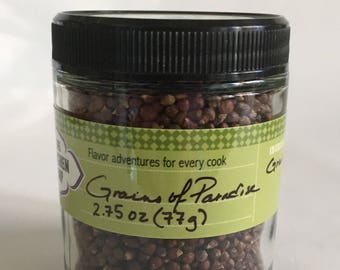 Flavor adventures for every cook
Grains of Paradise
2.75 oz (77g)